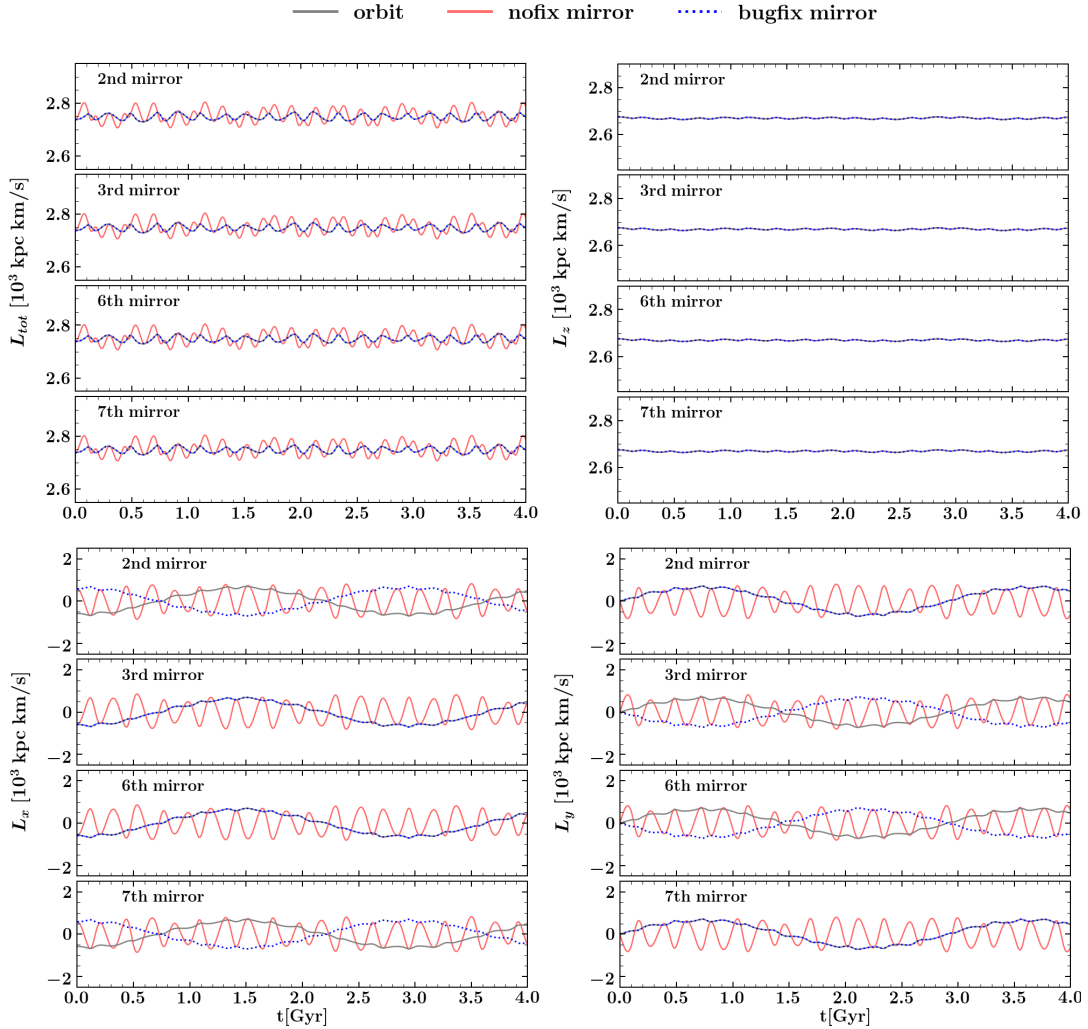 orbit nofix mirror bugfix mirror
L_tot [10³ kpc km/s]
2nd mirror
2.8
2.6
3rd mirror
2.8
2.6
6th mirror
2.8
2.6
7th mirror
2.8
2.6
0.0 0.5 1.0 1.5 2.0 2.5 3.0 3.5 4.0
L_z [10³ kpc km/s]
2nd mirror
2.8
2.6
3rd mirror
2.8
2.6
6th mirror
2.8
2.6
7th mirror
2.8
2.6
0.0 0.5 1.0 1.5 2.0 2.5 3.0 3.5 4.0
L_x [10³ kpc km/s]
2nd mirror
2
0
−2
3rd mirror
2
0
−2
6th mirror
2
0
−2
7th mirror
2
0
−2
0.0 0.5 1.0 1.5 2.0 2.5 3.0 3.5 4.0
t[Gyr]
L_y [10³ kpc km/s]
2nd mirror
2
0
−2
3rd mirror
2
0
−2
6th mirror
2
0
−2
7th mirror
2
0
−2
0.0 0.5 1.0 1.5 2.0 2.5 3.0 3.5 4.0
t[Gyr]